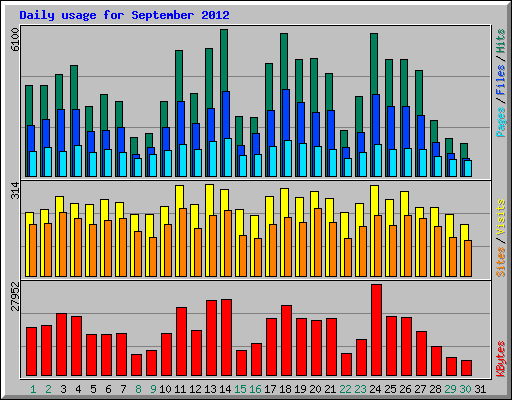 Daily usage for September 2012
6100
Pages / Files / Hits
314
Sites / Visits
27952
KBytes
1 2 3 4 5 6 7 8 9 10 11 12 13 14 15 16 17 18 19 20 21 22 23 24 25 26 27 28 29 30 31